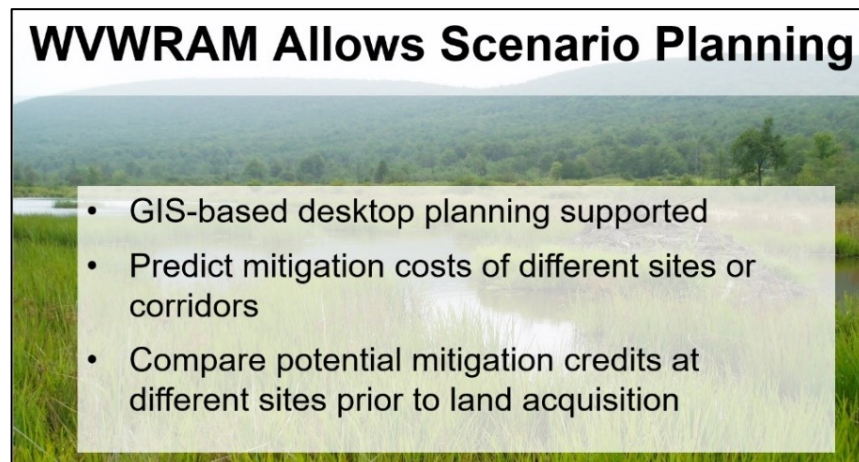 WVWRAM Allows Scenario Planning
• GIS-based desktop planning supported
• Predict mitigation costs of different sites or
corridors
• Compare potential mitigation credits at
different sites prior to land acquisition